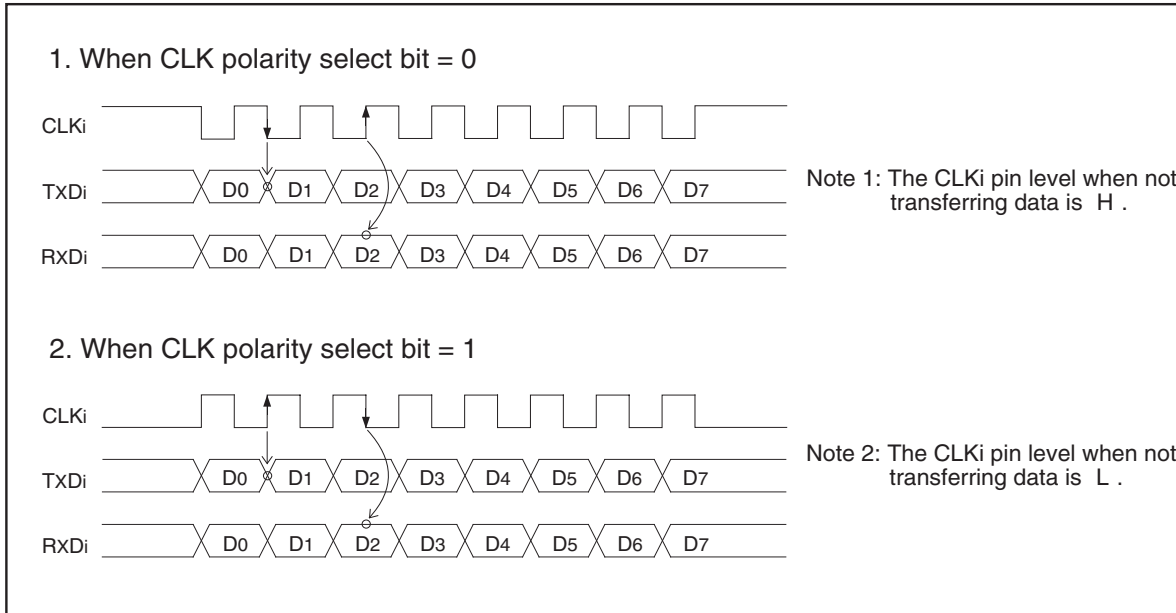 1. When CLK polarity select bit = 0
CLKi
TXDi
D0 D1 D2 D3 D4 D5 D6 D7
RXDi
D0 D1 D2 D3 D4 D5 D6 D7
Note 1: The CLKi pin level when not
transferring data is H .
2. When CLK polarity select bit = 1
CLKi
TXDi
D0 D1 D2 D3 D4 D5 D6 D7
RXDi
D0 D1 D2 D3 D4 D5 D6 D7
Note 2: The CLKi pin level when not
transferring data is L .